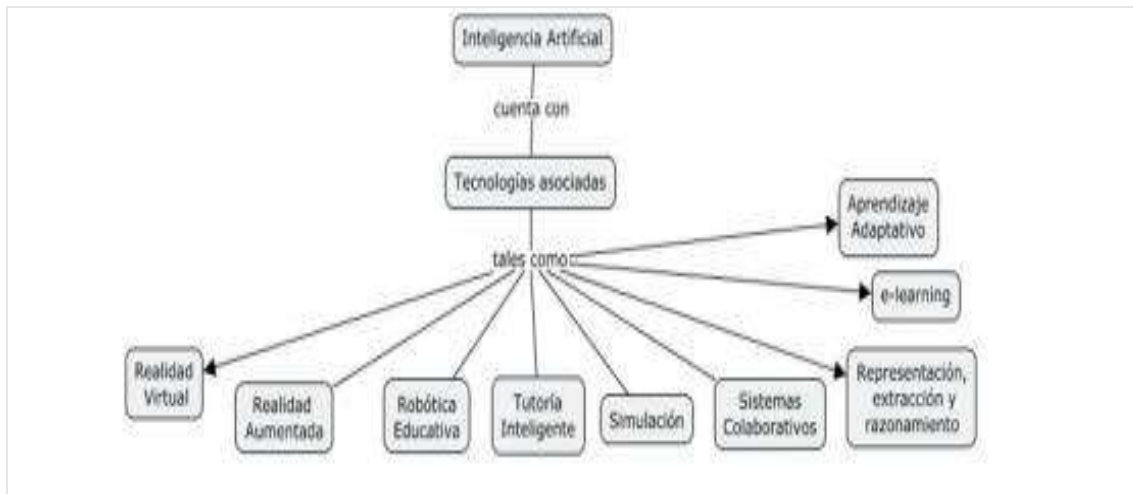 Inteligencia Artificial
cuenta con
Tecnologías asociadas
tales como
Aprendizaje
Adaptativo
e-learning
Realidad
Virtual
Realidad
Aumentada
Robótica
Educativa
Tutoría
Inteligente
Simulación
Sistemas
Colaborativos
Representación,
extracción y
razonamiento